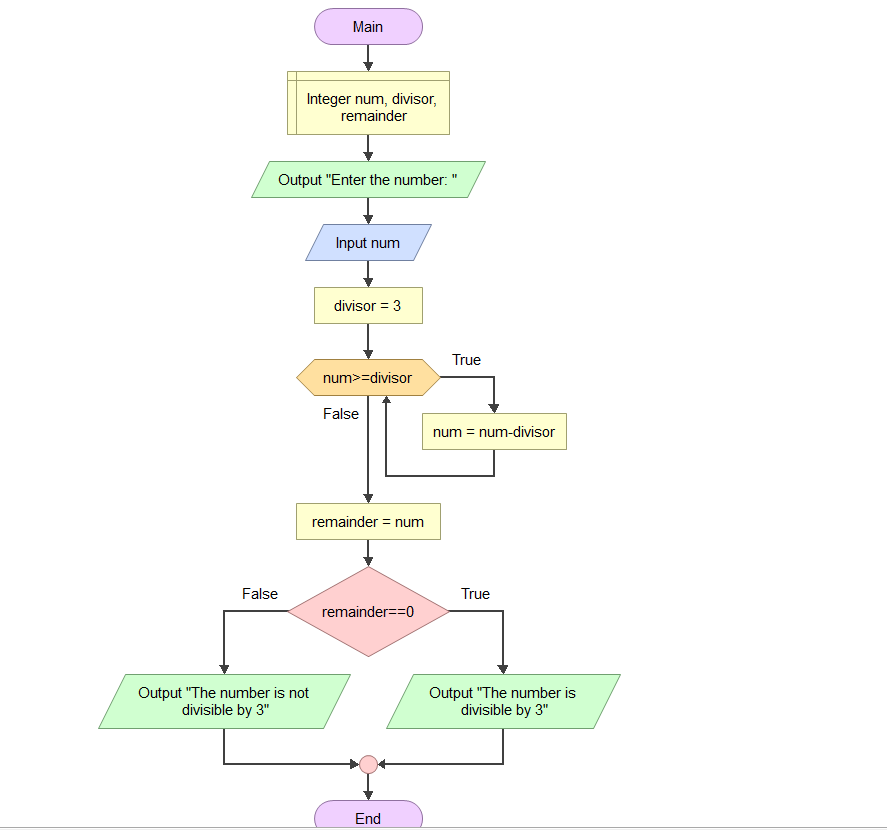 Main
Integer num, divisor,
remainder
Output "Enter the number: "
Input num
divisor = 3
num>=divisor
True
False
num = num-divisor
remainder = num
remainder==0
False
True
Output "The number is not
divisible by 3"
Output "The number is
divisible by 3"
End